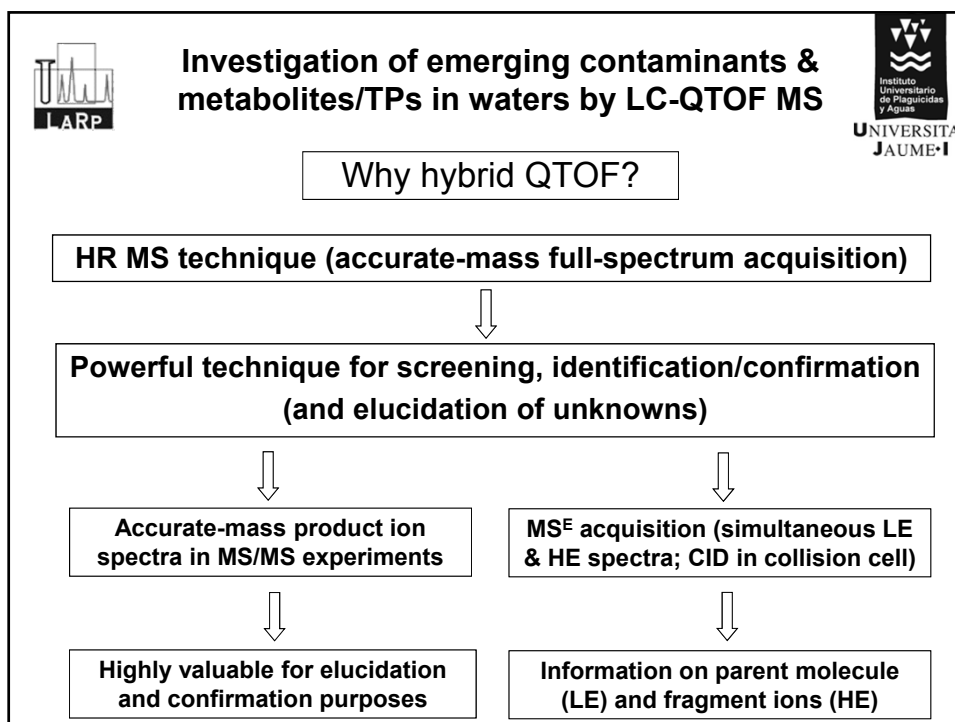 LARP
Investigation of emerging contaminants &
metabolites/TPs in waters by LC-QTOF MS
Instituto
Universitario
de Plaguicidas
y Aguas
UNIVERSITAT
JAUME·I
Why hybrid QTOF?
HR MS technique (accurate-mass full-spectrum acquisition)
Powerful technique for screening, identification/confirmation
(and elucidation of unknowns)
Accurate-mass product ion
spectra in MS/MS experiments
MSᴱ acquisition (simultaneous LE
& HE spectra; CID in collision cell)
Highly valuable for elucidation
and confirmation purposes
Information on parent molecule
(LE) and fragment ions (HE)